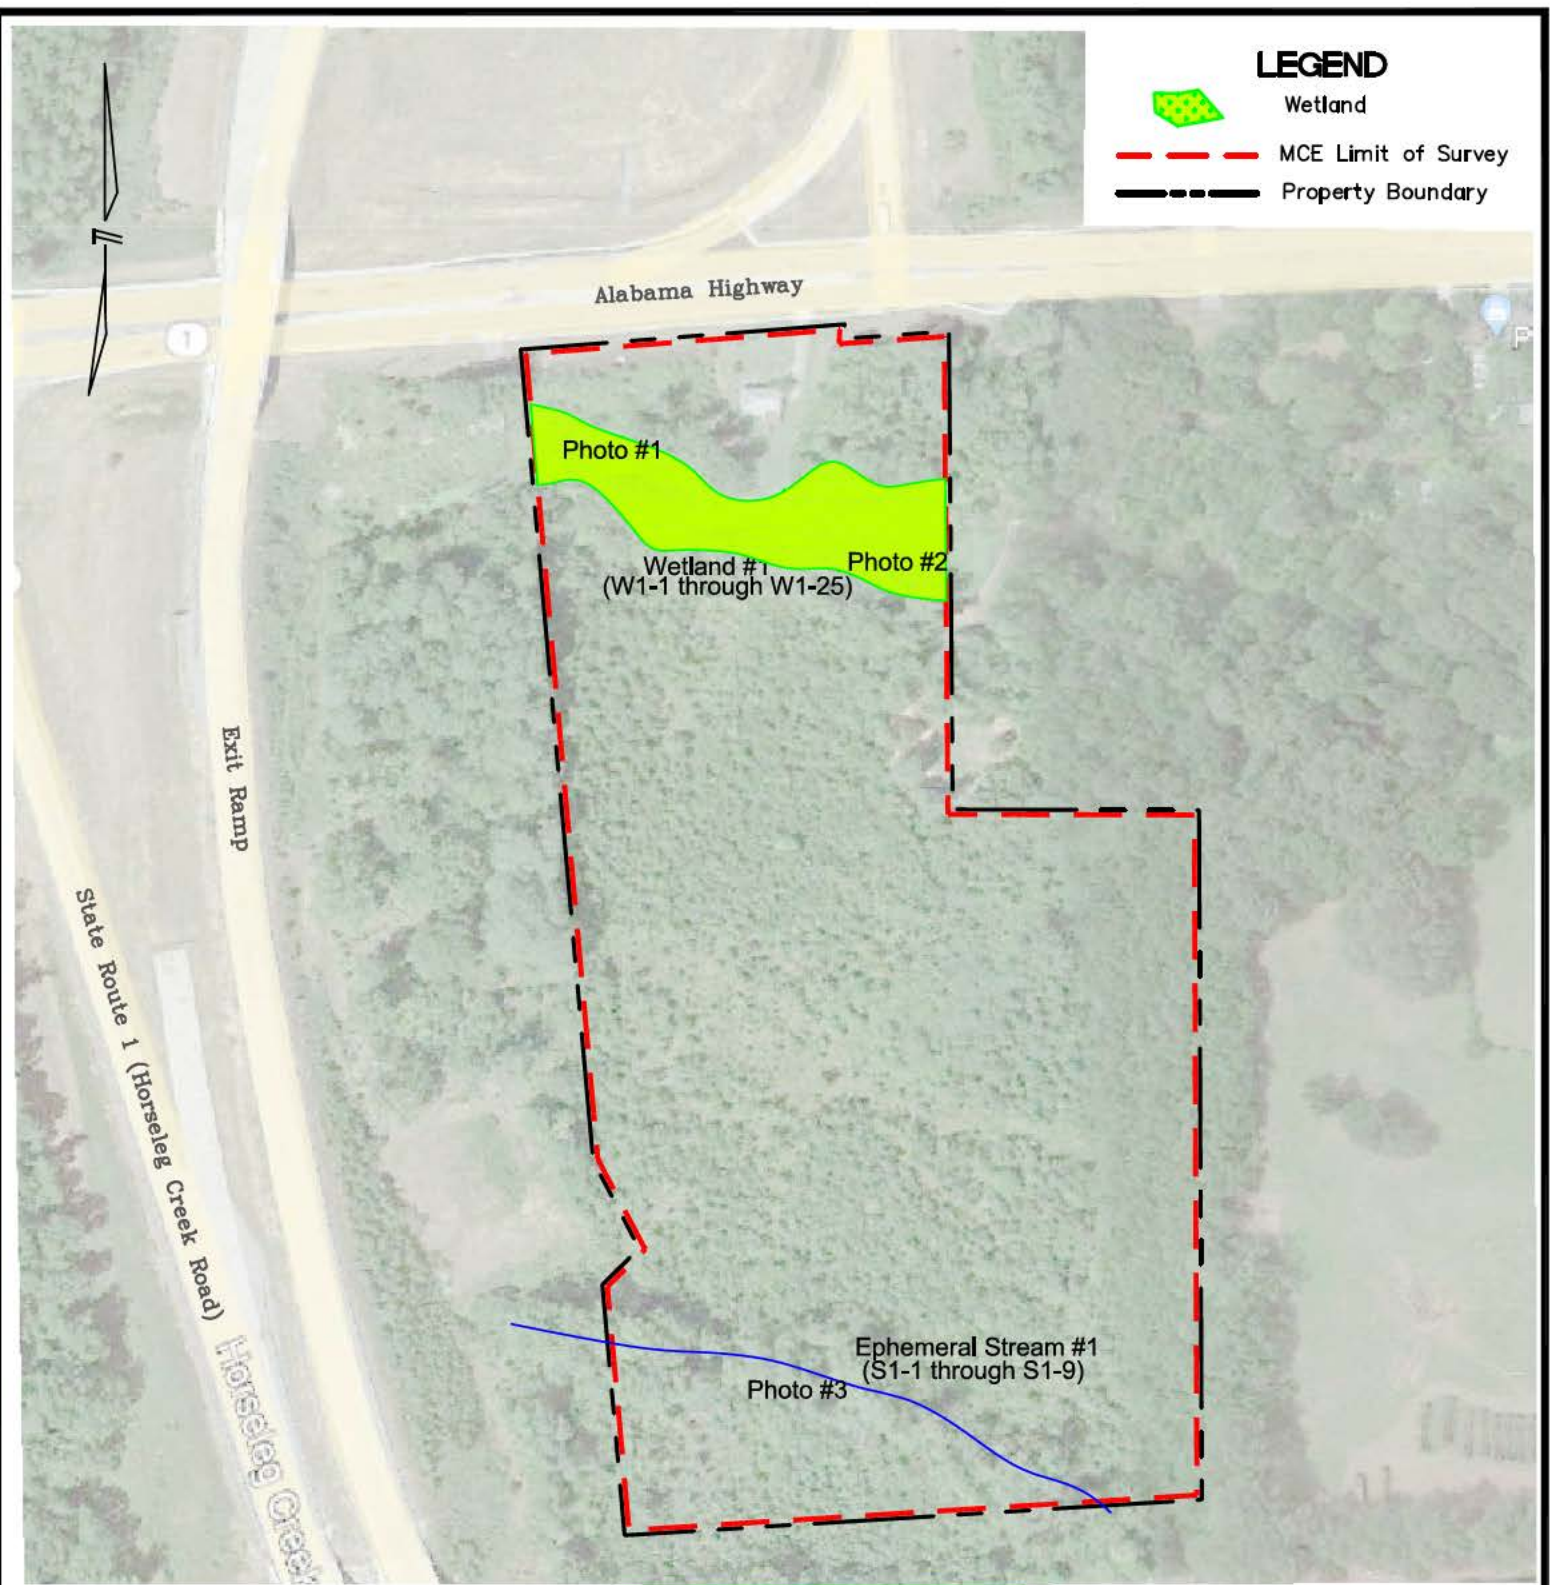 LEGEND
Wetland
MCE Limit of Survey
Property Boundary
Alabama Highway
1
P
Photo #1
Photo #2
Wetland #1
(W1-1 through W1-25)
Exit Ramp
State Route 1 (Horseleg Creek Road)
Horseleg Creek
Ephemeral Stream #1
(S1-1 through S1-9)
Photo #3